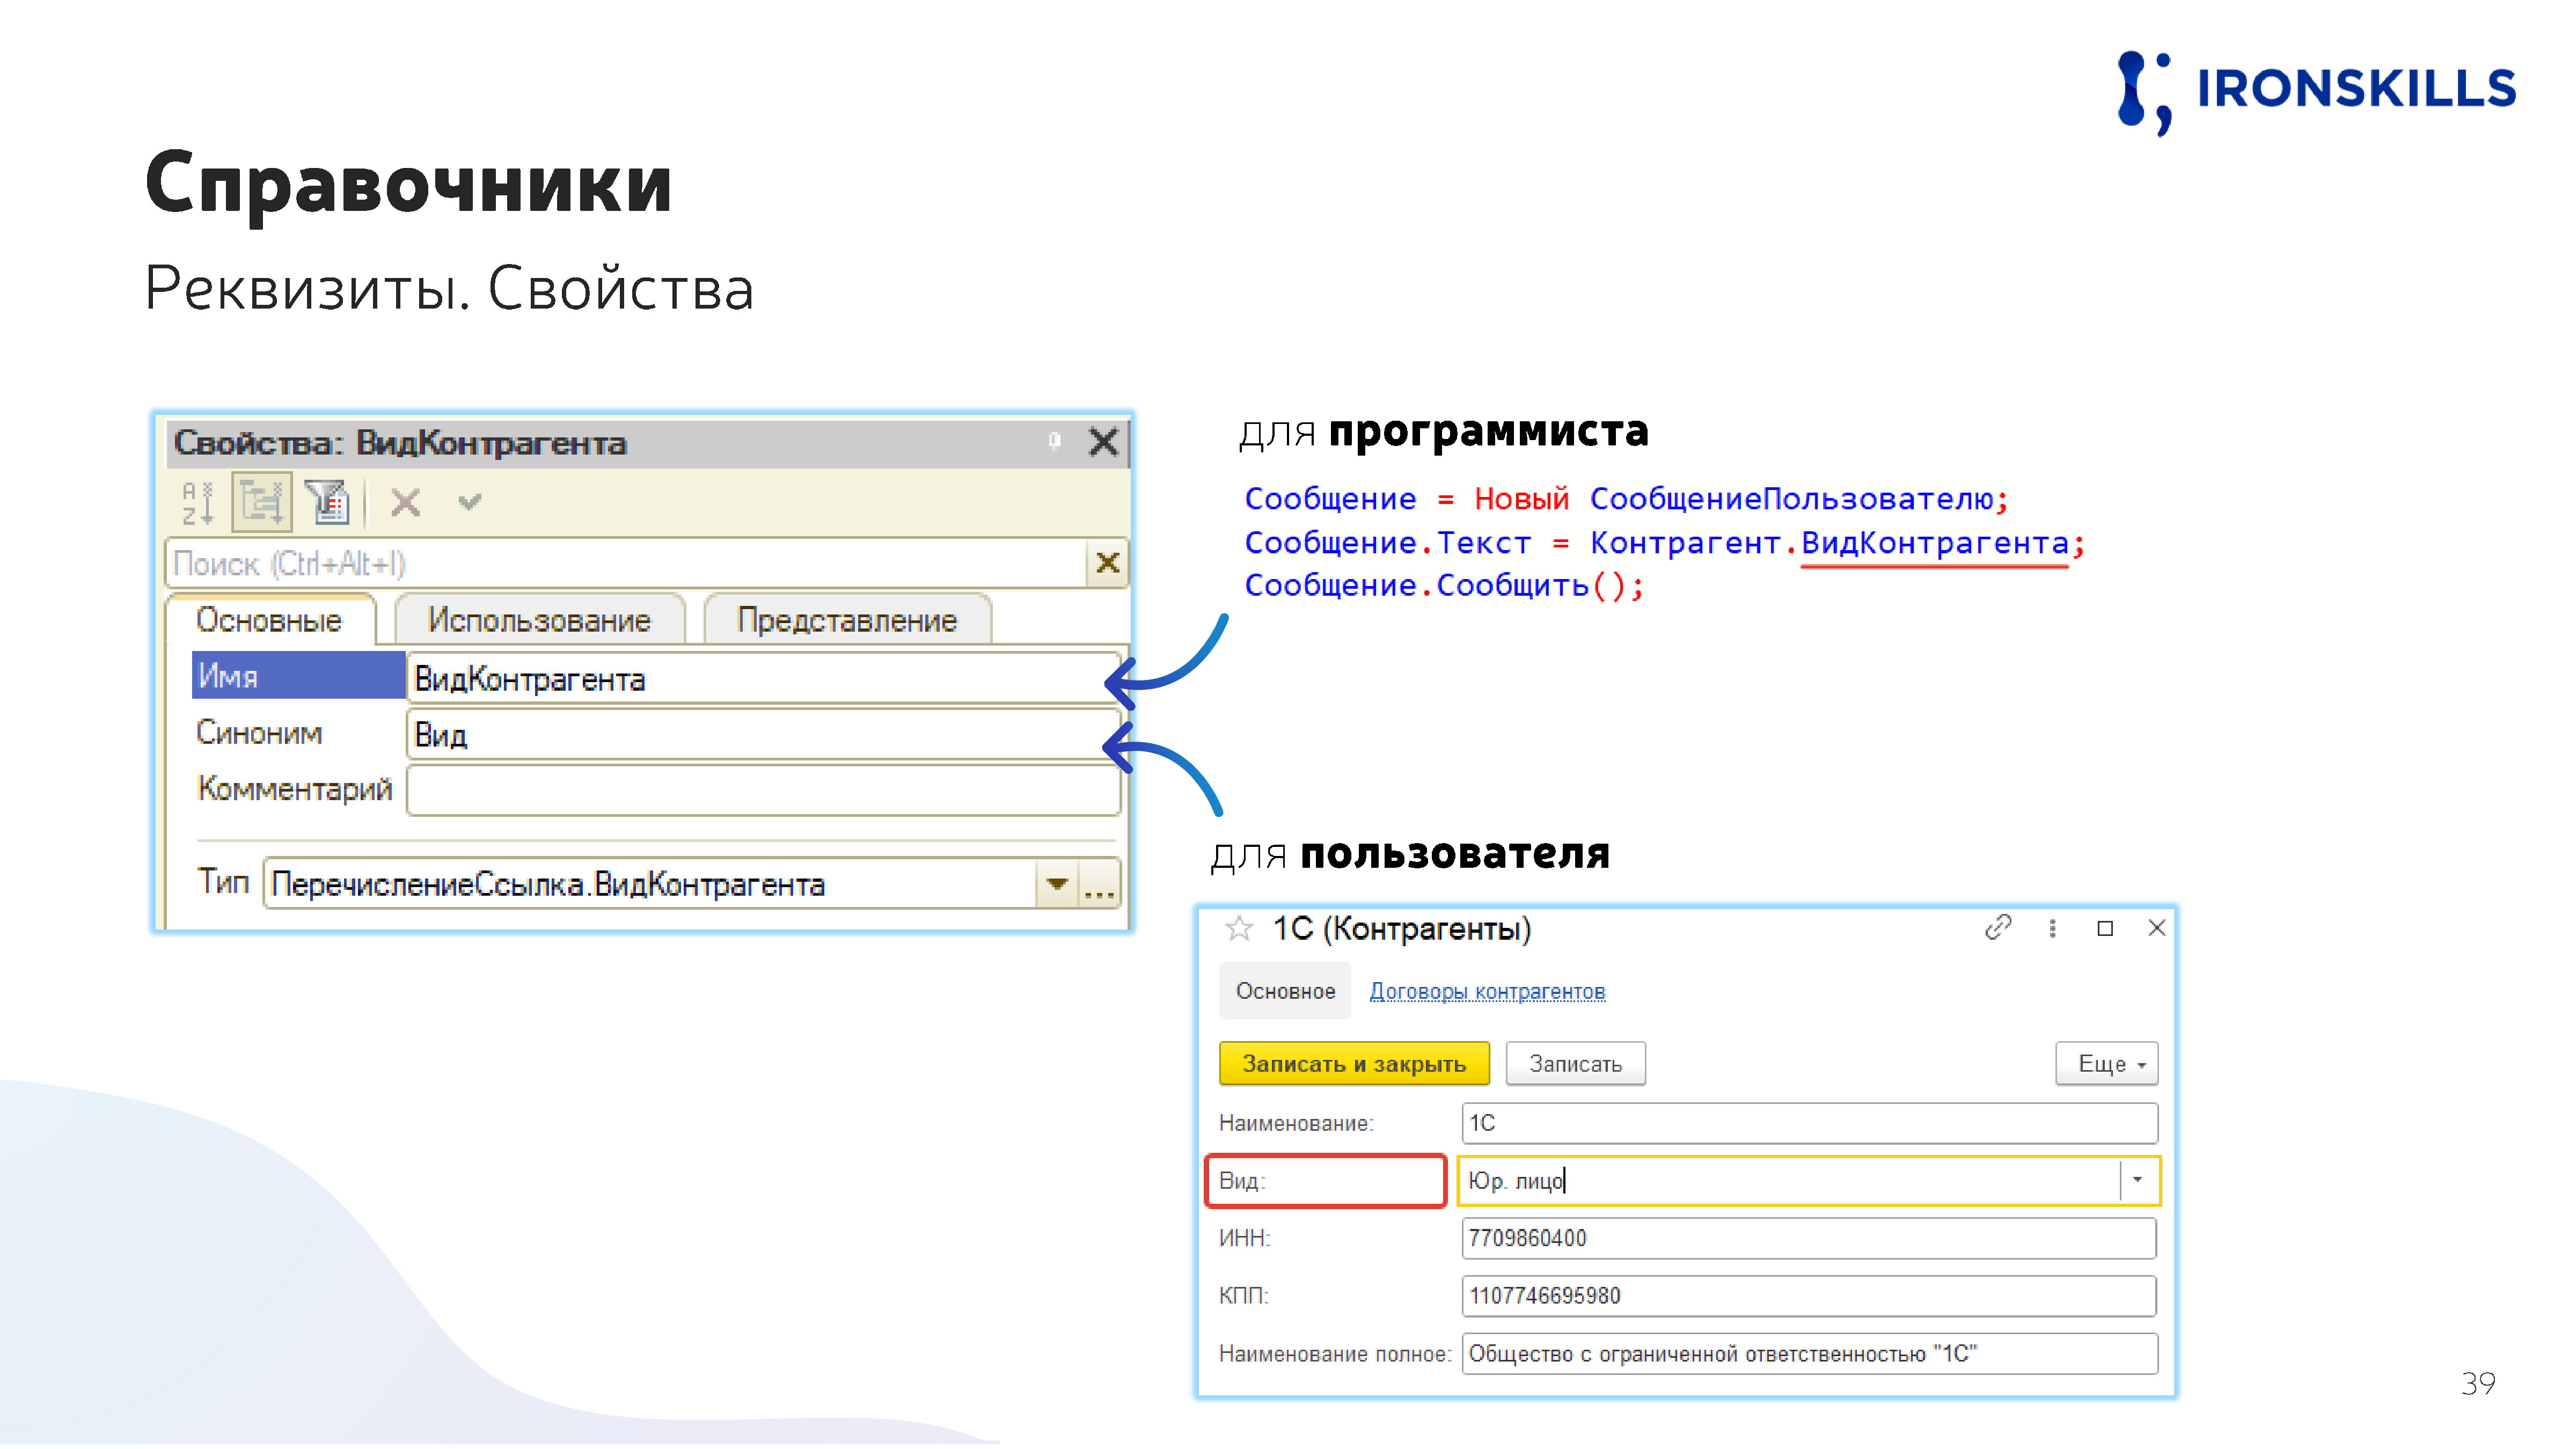 IRONSKILLS
Справочники
Реквизиты. Свойства
Свойства: ВидКонтрагента
Поиск (Ctrl+Alt+I)
Основные Использование Представление
Имя ВидКонтрагента
Синоним Вид
Комментарий
Тип ПеречислениеСсылка.ВидКонтрагента ...
для программиста
Сообщение = Новый СообщениеПользователю;
Сообщение.Текст = Контрагент.ВидКонтрагента;
Сообщение.Сообщить();
для пользователя
1С (Контрагенты)
Основное Договоры контрагентов
Записать и закрыть Записать Еще
Наименование: 1С
Вид: Юр. лицо
ИНН: 7709860400
КПП: 1107746695980
Наименование полное: Общество с ограниченной ответственностью "1С"
39